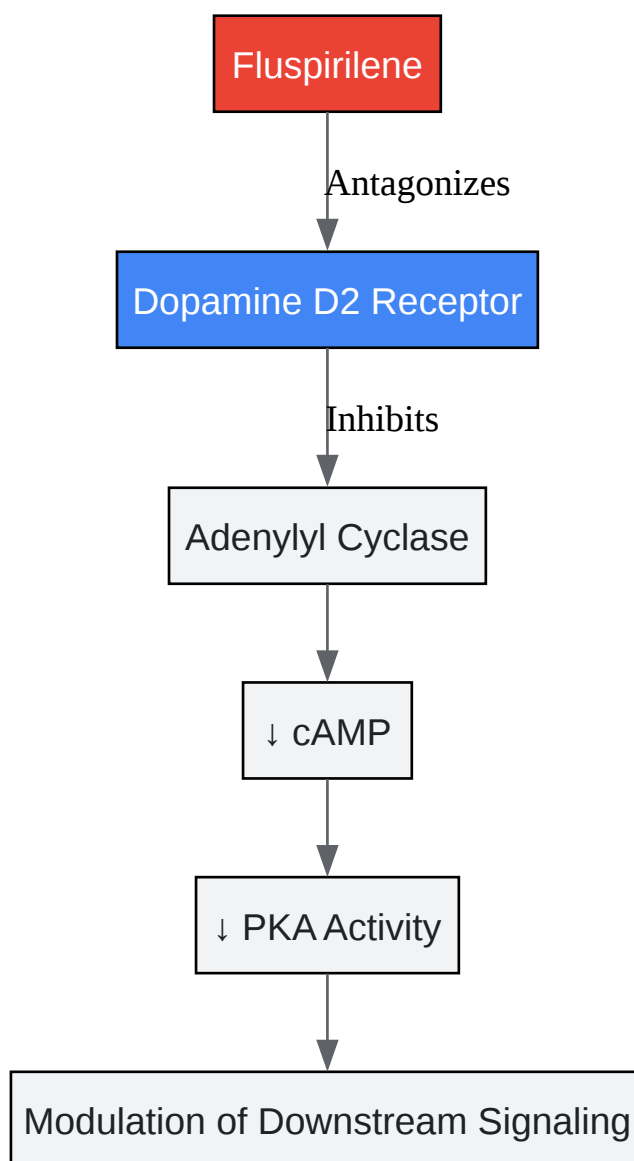 Fluspirilene
Antagonizes
Dopamine D2 Receptor
Inhibits
Adenylyl Cyclase
↓ cAMP
↓ PKA Activity
Modulation of Downstream Signaling